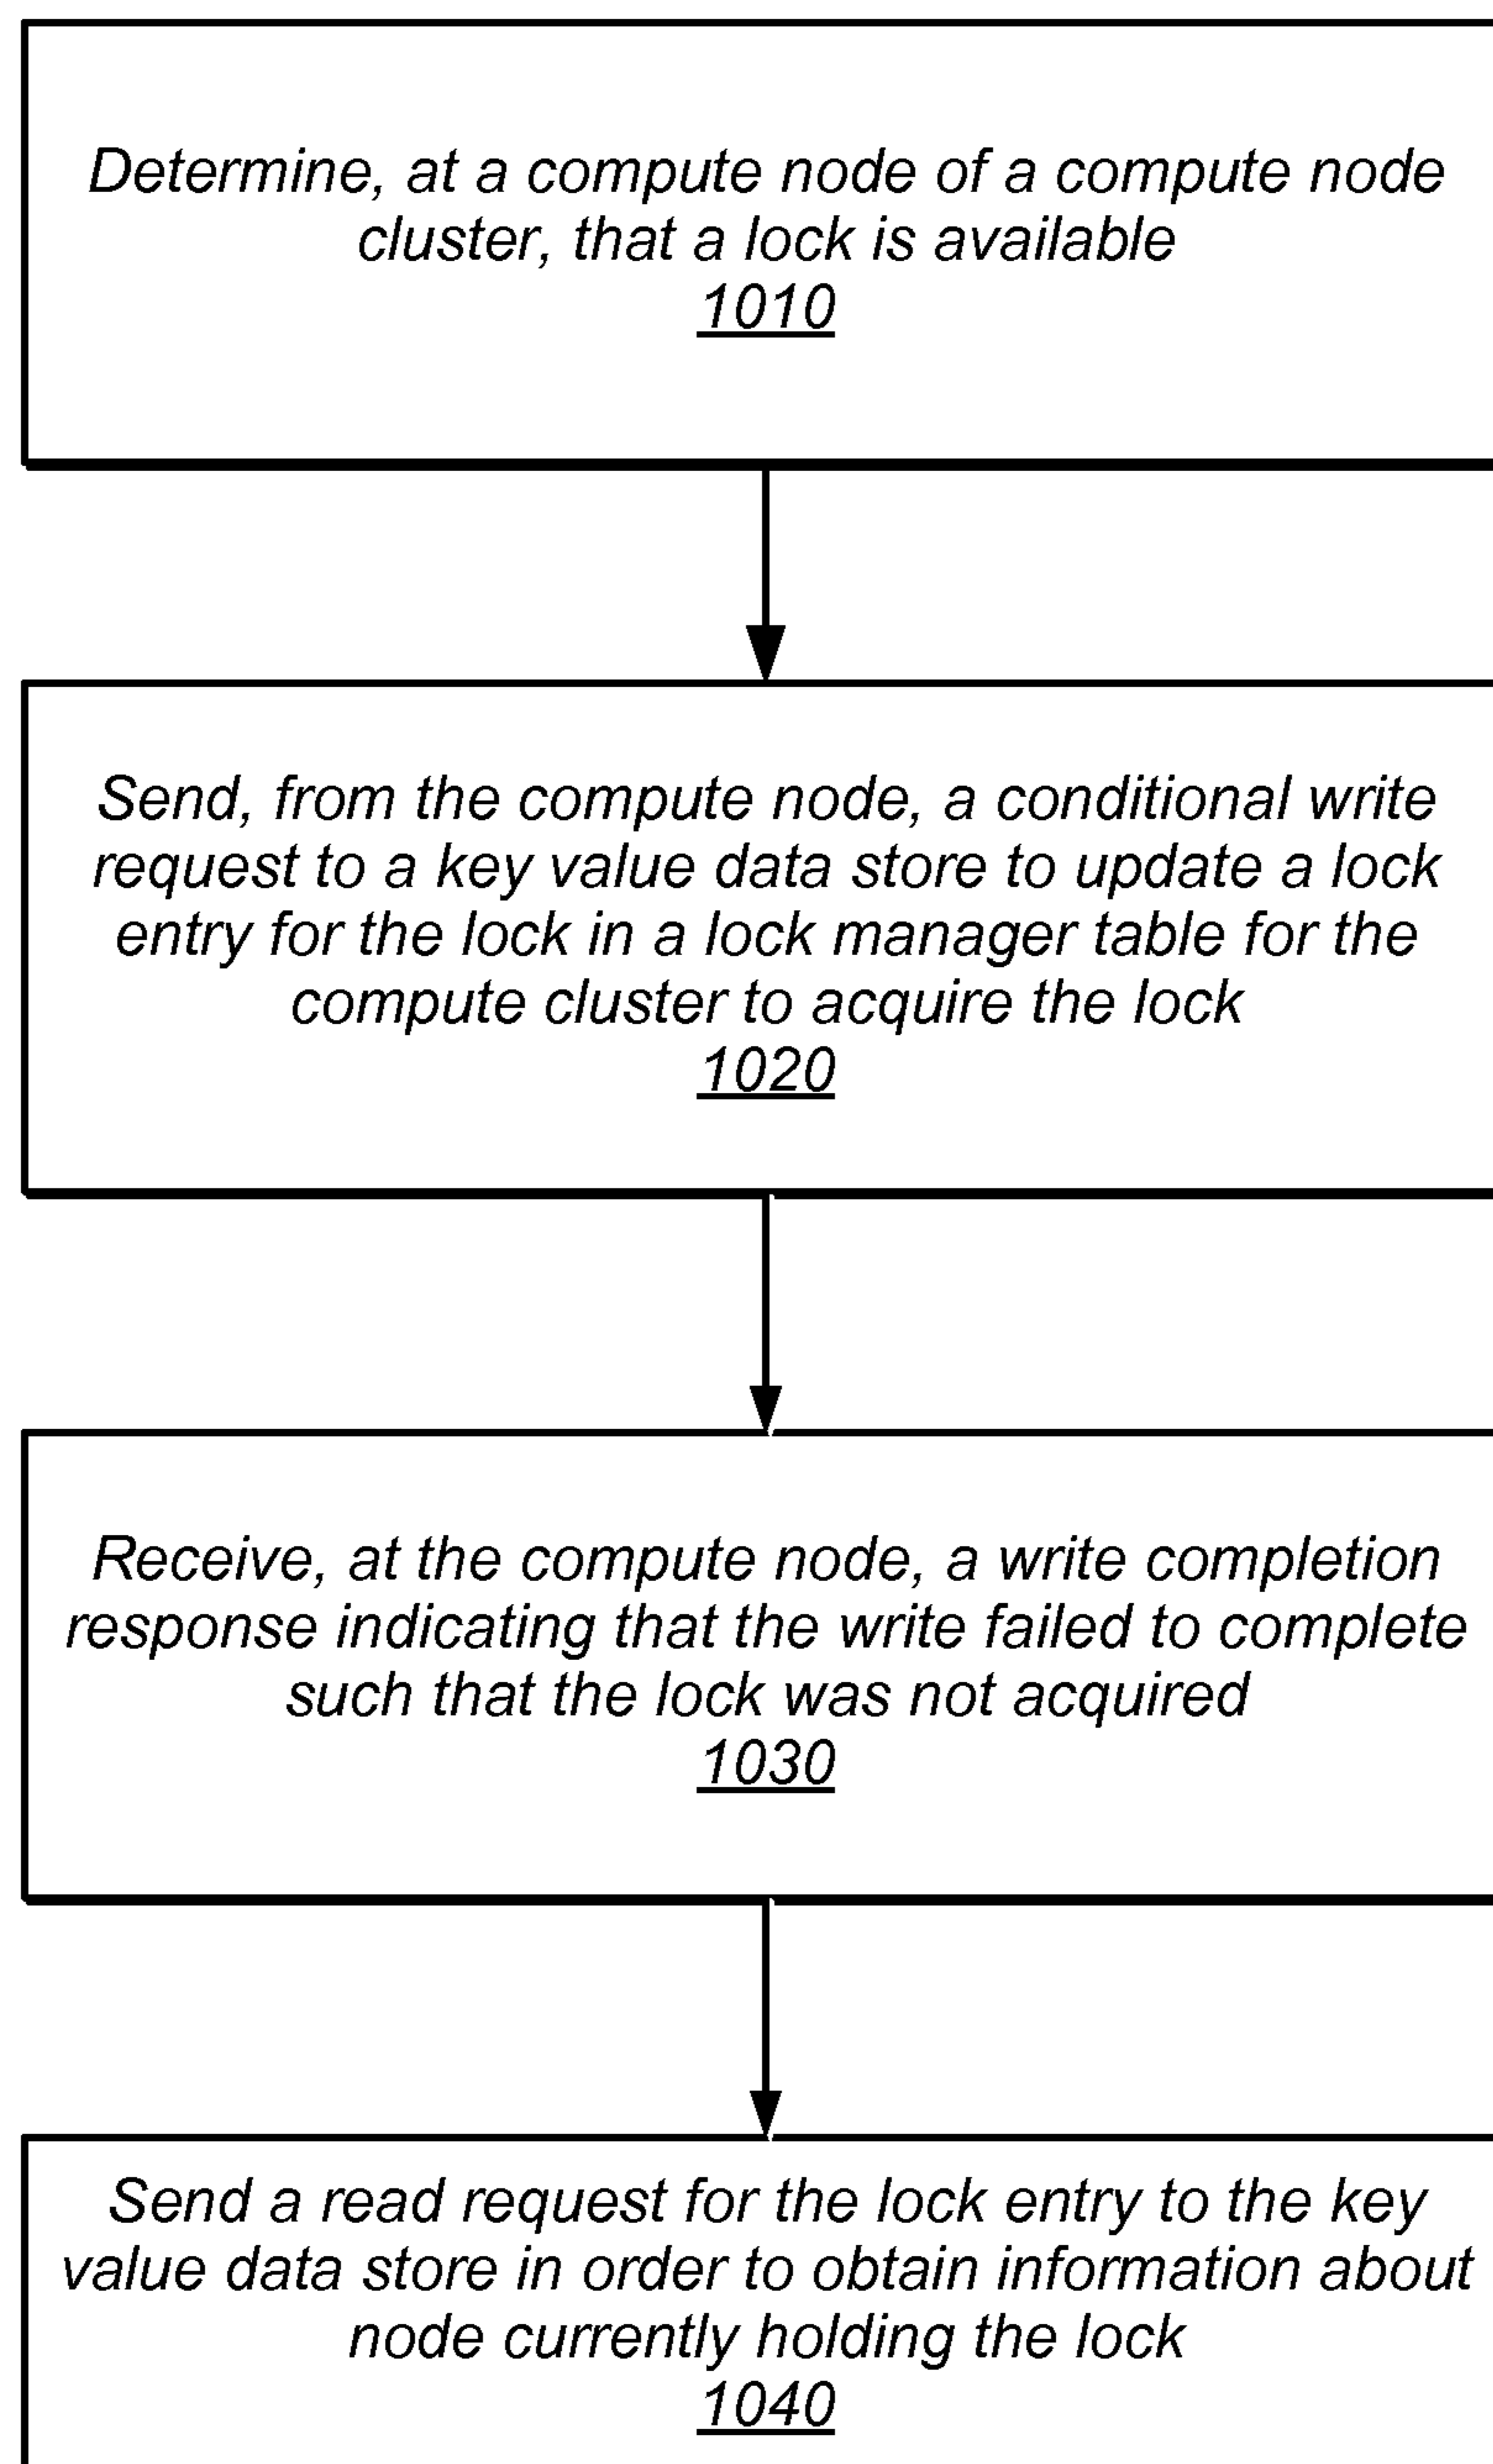 Determine, at a compute node of a compute node
cluster, that a lock is available
1010
Send, from the compute node, a conditional write
request to a key value data store to update a lock
entry for the lock in a lock manager table for the
compute cluster to acquire the lock
1020
Receive, at the compute node, a write completion
response indicating that the write failed to complete
such that the lock was not acquired
1030
Send a read request for the lock entry to the key
value data store in order to obtain information about
node currently holding the lock
1040